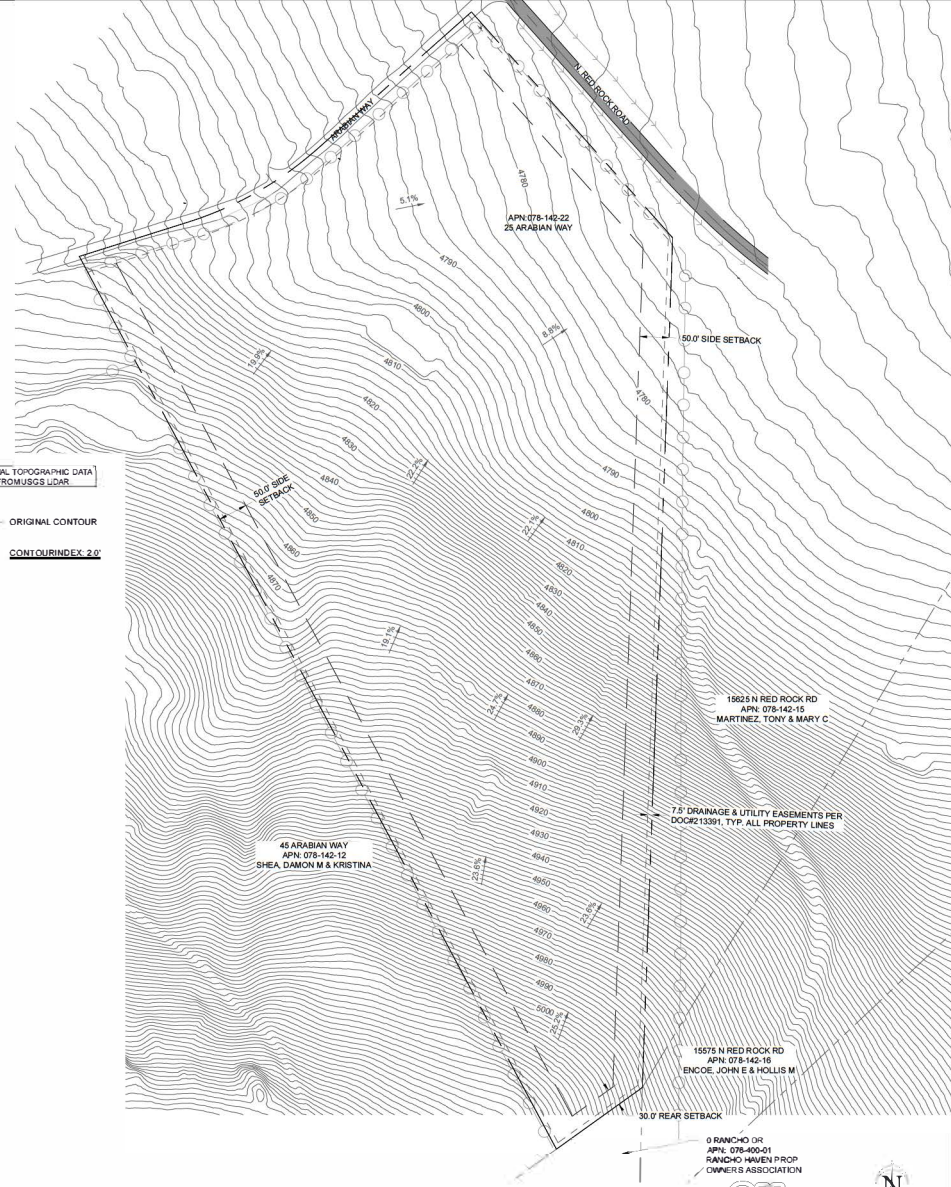 N. RED ROCK ROAD
ARABIAN WAY
4780
5.1%
APN:078-142-22
25 ARABIAN WAY
4790
4800
8.8%
50.0' SIDE SETBACK
19.9%
4810
4780
4820
4830
22.2%
4790
AL TOPOGRAPHIC DATA
FROM USGS LIDAR
4840
50.0' SIDE
SETBACK
4850
4800
ORIGINAL CONTOUR
22.1%
4810
CONTOURINDEX: 2.0'
4860
4820
4870
4830
4840
4850
19.1%
4860
4870
24.7%
4880
29.3%
15625 N RED ROCK RD
APN: 078-142-15
MARTINEZ, TONY & MARY C
4890
4900
4910
4920
7.5' DRAINAGE & UTILITY EASEMENTS PER
DOC#213391, TYP. ALL PROPERTY LINES
4930
45 ARABIAN WAY
APN: 078-142-12
SHEA, DAMON M & KRISTINA
4940
23.6%
4950
4960
23.6%
4970
4980
4990
5000
25.2%
15575 N RED ROCK RD
APN: 078-142-16
ENCOE, JOHN E & HOLLIS M
30.0' REAR SETBACK
0 RANCHO DR
APN: 078-400-01
RANCHO HAVEN PROP
OWNERS ASSOCIATION
N